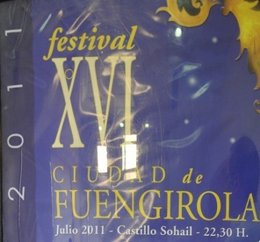 2011
festival
XVI
CIUDAD de
FUENGIROLA
Julio 2011 - Castillo Sohail - 22,30 H.